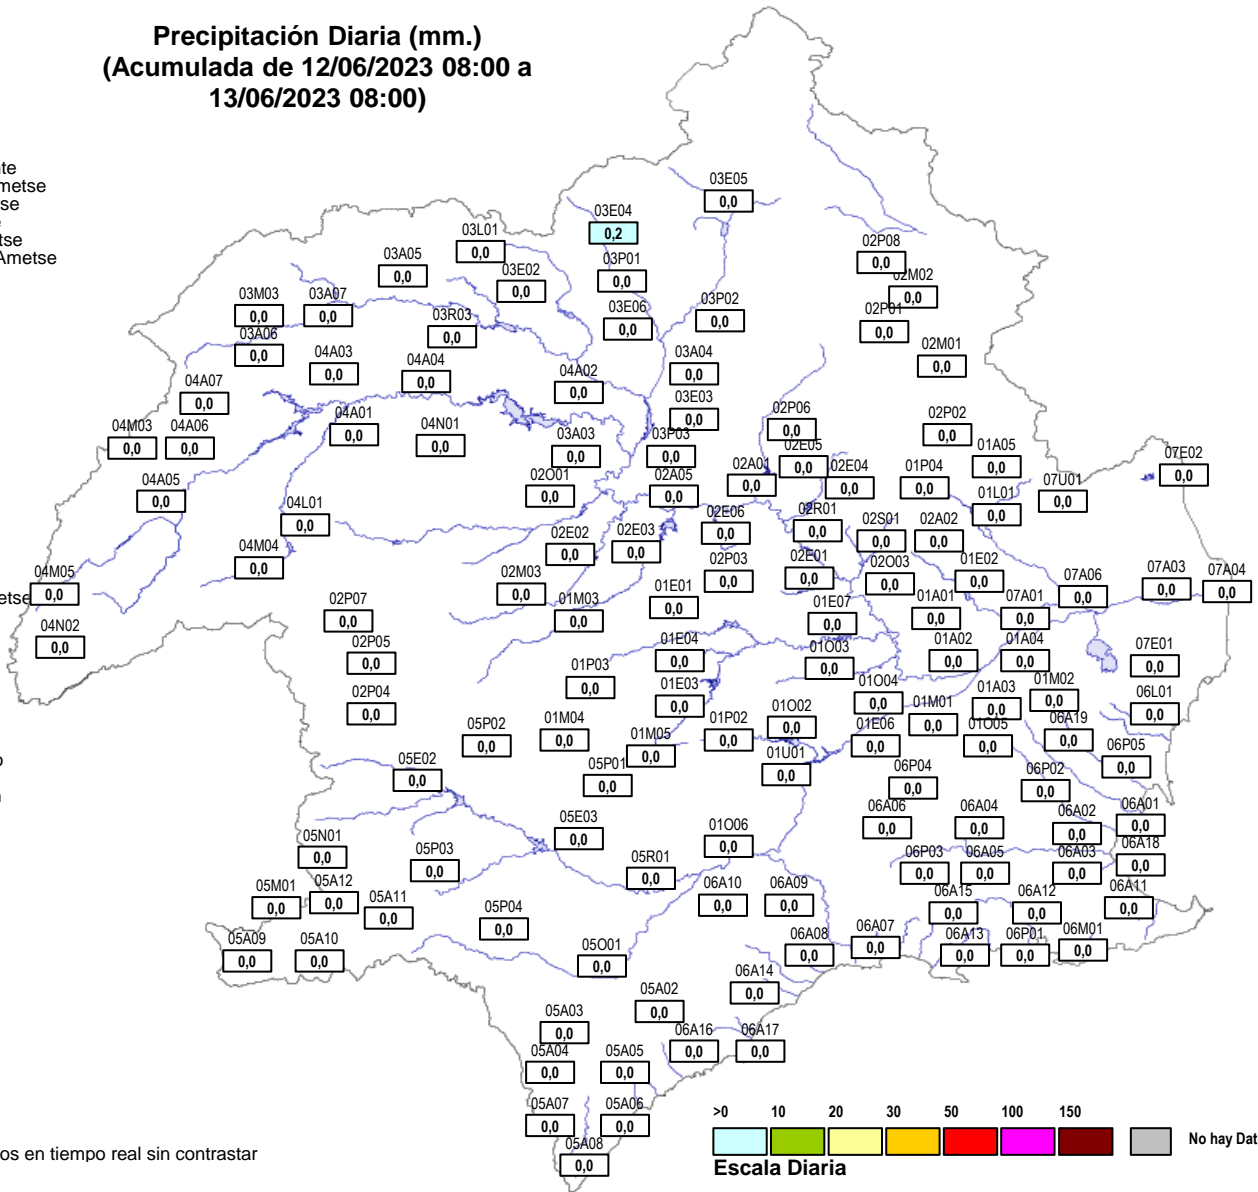 Precipitación Diaria (mm.)
(Acumulada de 12/06/2023 08:00 a
13/06/2023 08:00)
03E05
0,0
03E04
0,2
03L01
0,0
03A05
0,0
03E02
0,0
03P01
0,0
02P08
0,0
02M02
0,0
03M03
0,0
03A07
0,0
03R03
0,0
03E06
0,0
03P02
0,0
02P01
0,0
03A06
0,0
04A03
0,0
04A04
0,0
04A02
0,0
03A04
0,0
02M01
0,0
04A07
0,0
03E03
0,0
04M03
0,0
04A06
0,0
04A01
0,0
04N01
0,0
03A03
0,0
03P03
0,0
02P06
0,0
02E05
0,0
02P02
0,0
01A05
0,0
07E02
0,0
04A05
0,0
02O01
0,0
02A05
0,0
02A01
0,0
02E04
0,0
01P04
0,0
01L01
0,0
07U01
0,0
04L01
0,0
02E02
0,0
02E03
0,0
02E06
0,0
02R01
0,0
02S01
0,0
02A02
0,0
04M04
0,0
04M05
0,0
02M03
0,0
01M03
0,0
01E01
0,0
02P03
0,0
02E01
0,0
02O03
0,0
01E02
0,0
07A06
0,0
07A03
0,0
07A04
0,0
04N02
0,0
02P07
0,0
01E07
0,0
01A01
0,0
07A01
0,0
02P05
0,0
01E04
0,0
01O03
0,0
01A02
0,0
01A04
0,0
07E01
0,0
02P04
0,0
01P03
0,0
01E03
0,0
01O04
0,0
01M01
0,0
01A03
0,0
01M02
0,0
06L01
0,0
05P02
0,0
01M04
0,0
01M05
0,0
01P02
0,0
01O02
0,0
01E06
0,0
01O05
0,0
06A19
0,0
06P05
0,0
05E02
0,0
05P01
0,0
01U01
0,0
06P04
0,0
06P02
0,0
05N01
0,0
05P03
0,0
05E03
0,0
01O06
0,0
06A06
0,0
06A04
0,0
06A02
0,0
06A01
0,0
05R01
0,0
06P03
0,0
06A05
0,0
06A03
0,0
06A18
0,0
05M01
0,0
05A12
0,0
05A11
0,0
06A10
0,0
06A09
0,0
06A15
0,0
06A12
0,0
06A11
0,0
05A09
0,0
05A10
0,0
05P04
0,0
05O01
0,0
06A08
0,0
06A07
0,0
06A13
0,0
06P01
0,0
06M01
0,0
06A14
0,0
05A02
0,0
05A03
0,0
06A16
0,0
06A17
0,0
05A04
0,0
05A05
0,0
05A07
0,0
05A06
0,0
05A08
0,0
>0 10 20 30 50 100 150
No hay Dat
Escala Diaria
os en tiempo real sin contrastar